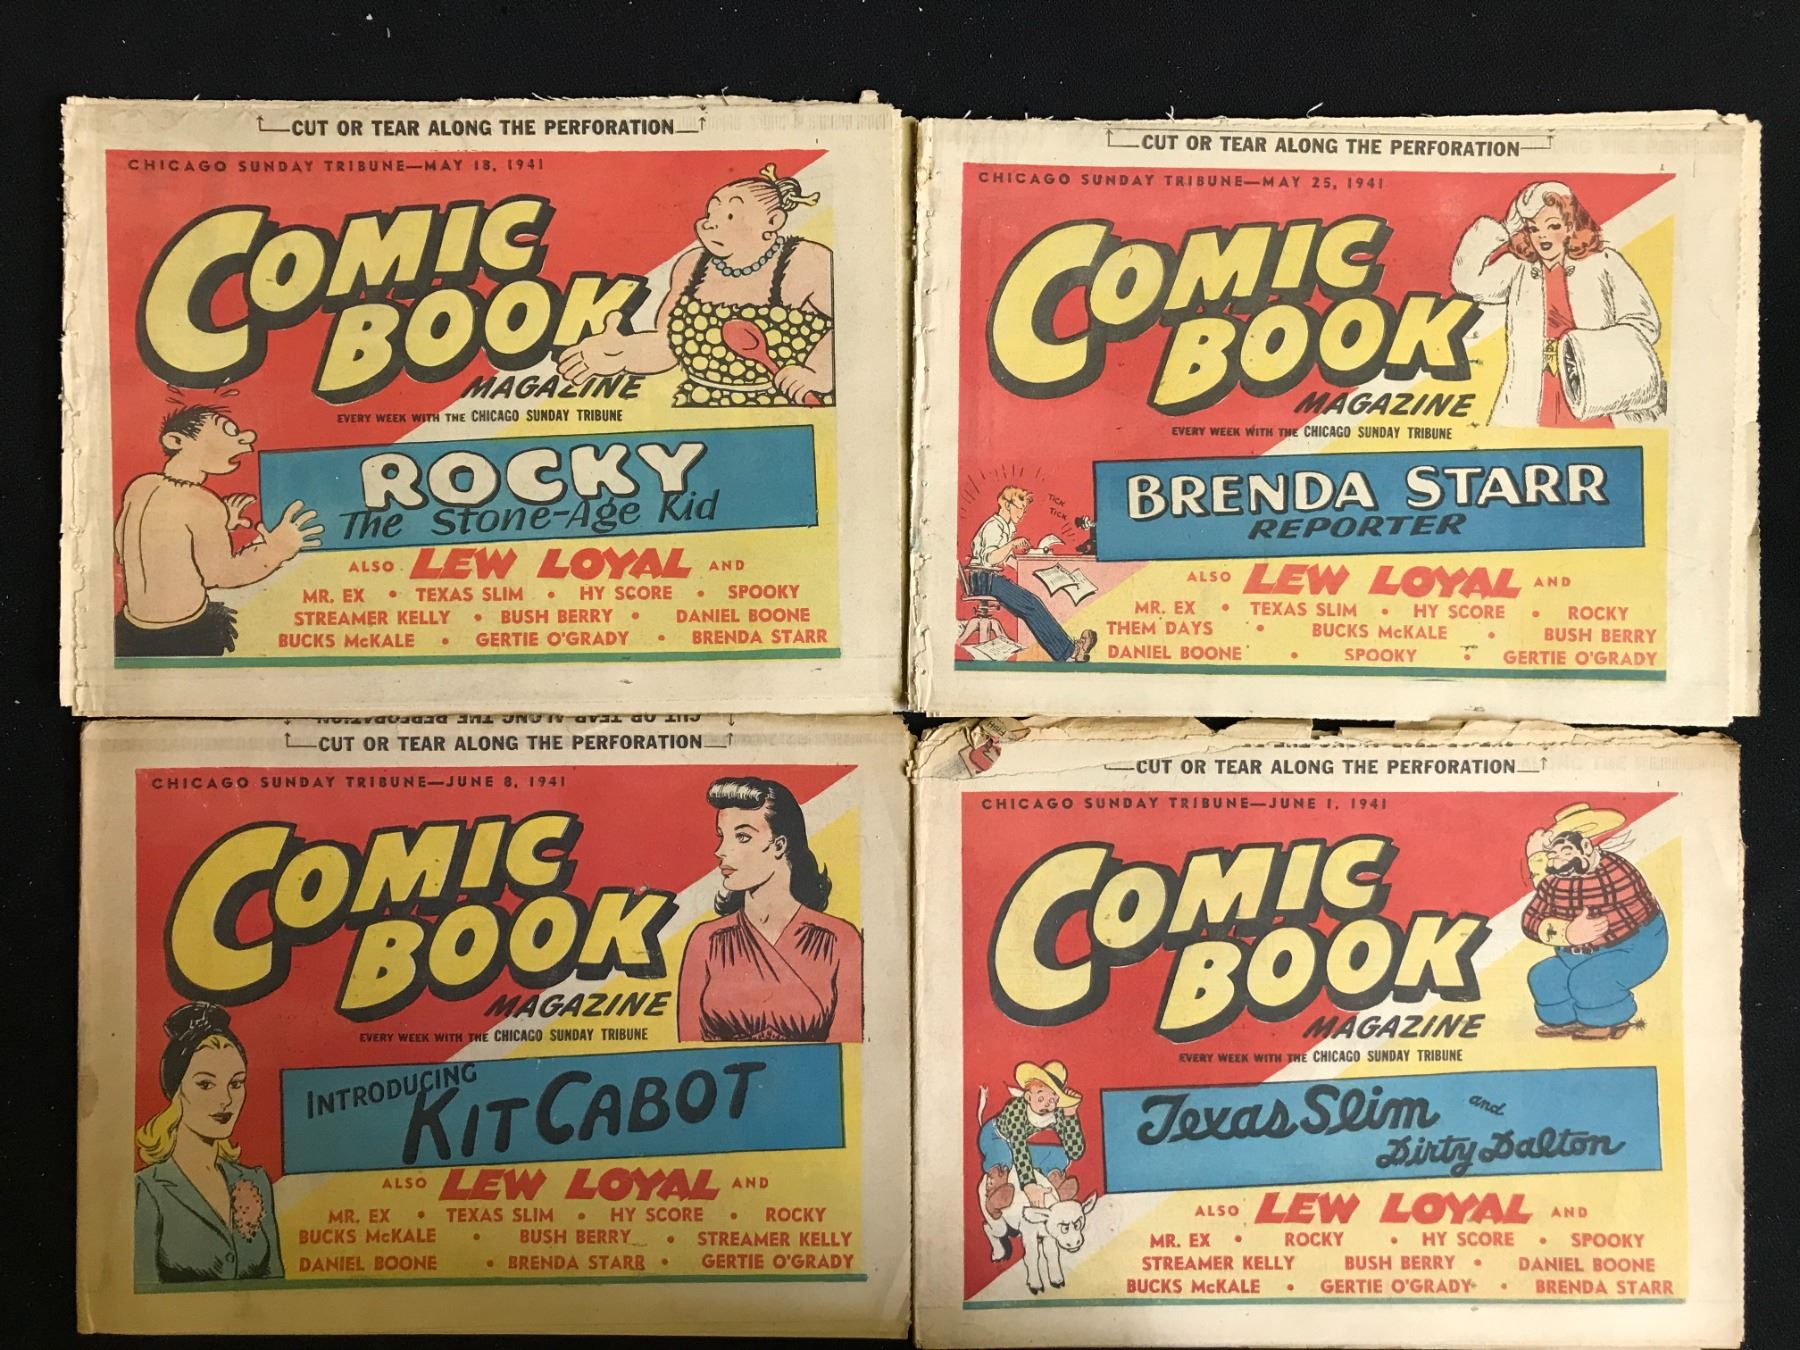 CUT OR TEAR ALONG THE PERFORATION
CHICAGO SUNDAY TRIBUNE—MAY 18, 1941
COMIC
BOOK
MAGAZINE
EVERY WEEK WITH THE CHICAGO SUNDAY TRIBUNE
ROCKY
The Stone-Age Kid
ALSO LEW LOYAL AND
MR. EX • TEXAS SLIM • HY SCORE • SPOOKY
STREAMER KELLY • BUSH BERRY • DANIEL BOONE
BUCKS McKALE • GERTIE O'GRADY • BRENDA STARR
CUT OR TEAR ALONG THE PERFORATION
CHICAGO SUNDAY TRIBUNE—MAY 25, 1941
COMIC
BOOK
MAGAZINE
EVERY WEEK WITH THE CHICAGO SUNDAY TRIBUNE
TICK
TICK
BRENDA STARR
REPORTER
ALSO LEW LOYAL AND
MR. EX • TEXAS SLIM • HY SCORE • ROCKY
THEM DAYS • BUCKS McKALE • BUSH BERRY
DANIEL BOONE • SPOOKY • GERTIE O'GRADY
CUT OR TEAR ALONG THE PERFORATION
CUT OR TEAR ALONG THE PERFORATION
CHICAGO SUNDAY TRIBUNE—JUNE 8, 1941
COMIC
BOOK
MAGAZINE
EVERY WEEK WITH THE CHICAGO SUNDAY TRIBUNE
INTRODUCING
KIT CABOT
ALSO LEW LOYAL AND
MR. EX • TEXAS SLIM • HY SCORE • ROCKY
BUCKS McKALE • BUSH BERRY • STREAMER KELLY
DANIEL BOONE • BRENDA STARR • GERTIE O'GRADY
CUT OR TEAR ALONG THE PERFORATION
CHICAGO SUNDAY TRIBUNE—JUNE 1, 1941
COMIC
BOOK
MAGAZINE
EVERY WEEK WITH THE CHICAGO SUNDAY TRIBUNE
Texas Slim and
Dirty Dalton
ALSO LEW LOYAL AND
MR. EX • ROCKY • HY SCORE • SPOOKY
STREAMER KELLY BUSH BERRY • DANIEL BOONE
BUCKS McKALE • GERTIE O'GRADY • BRENDA STARR